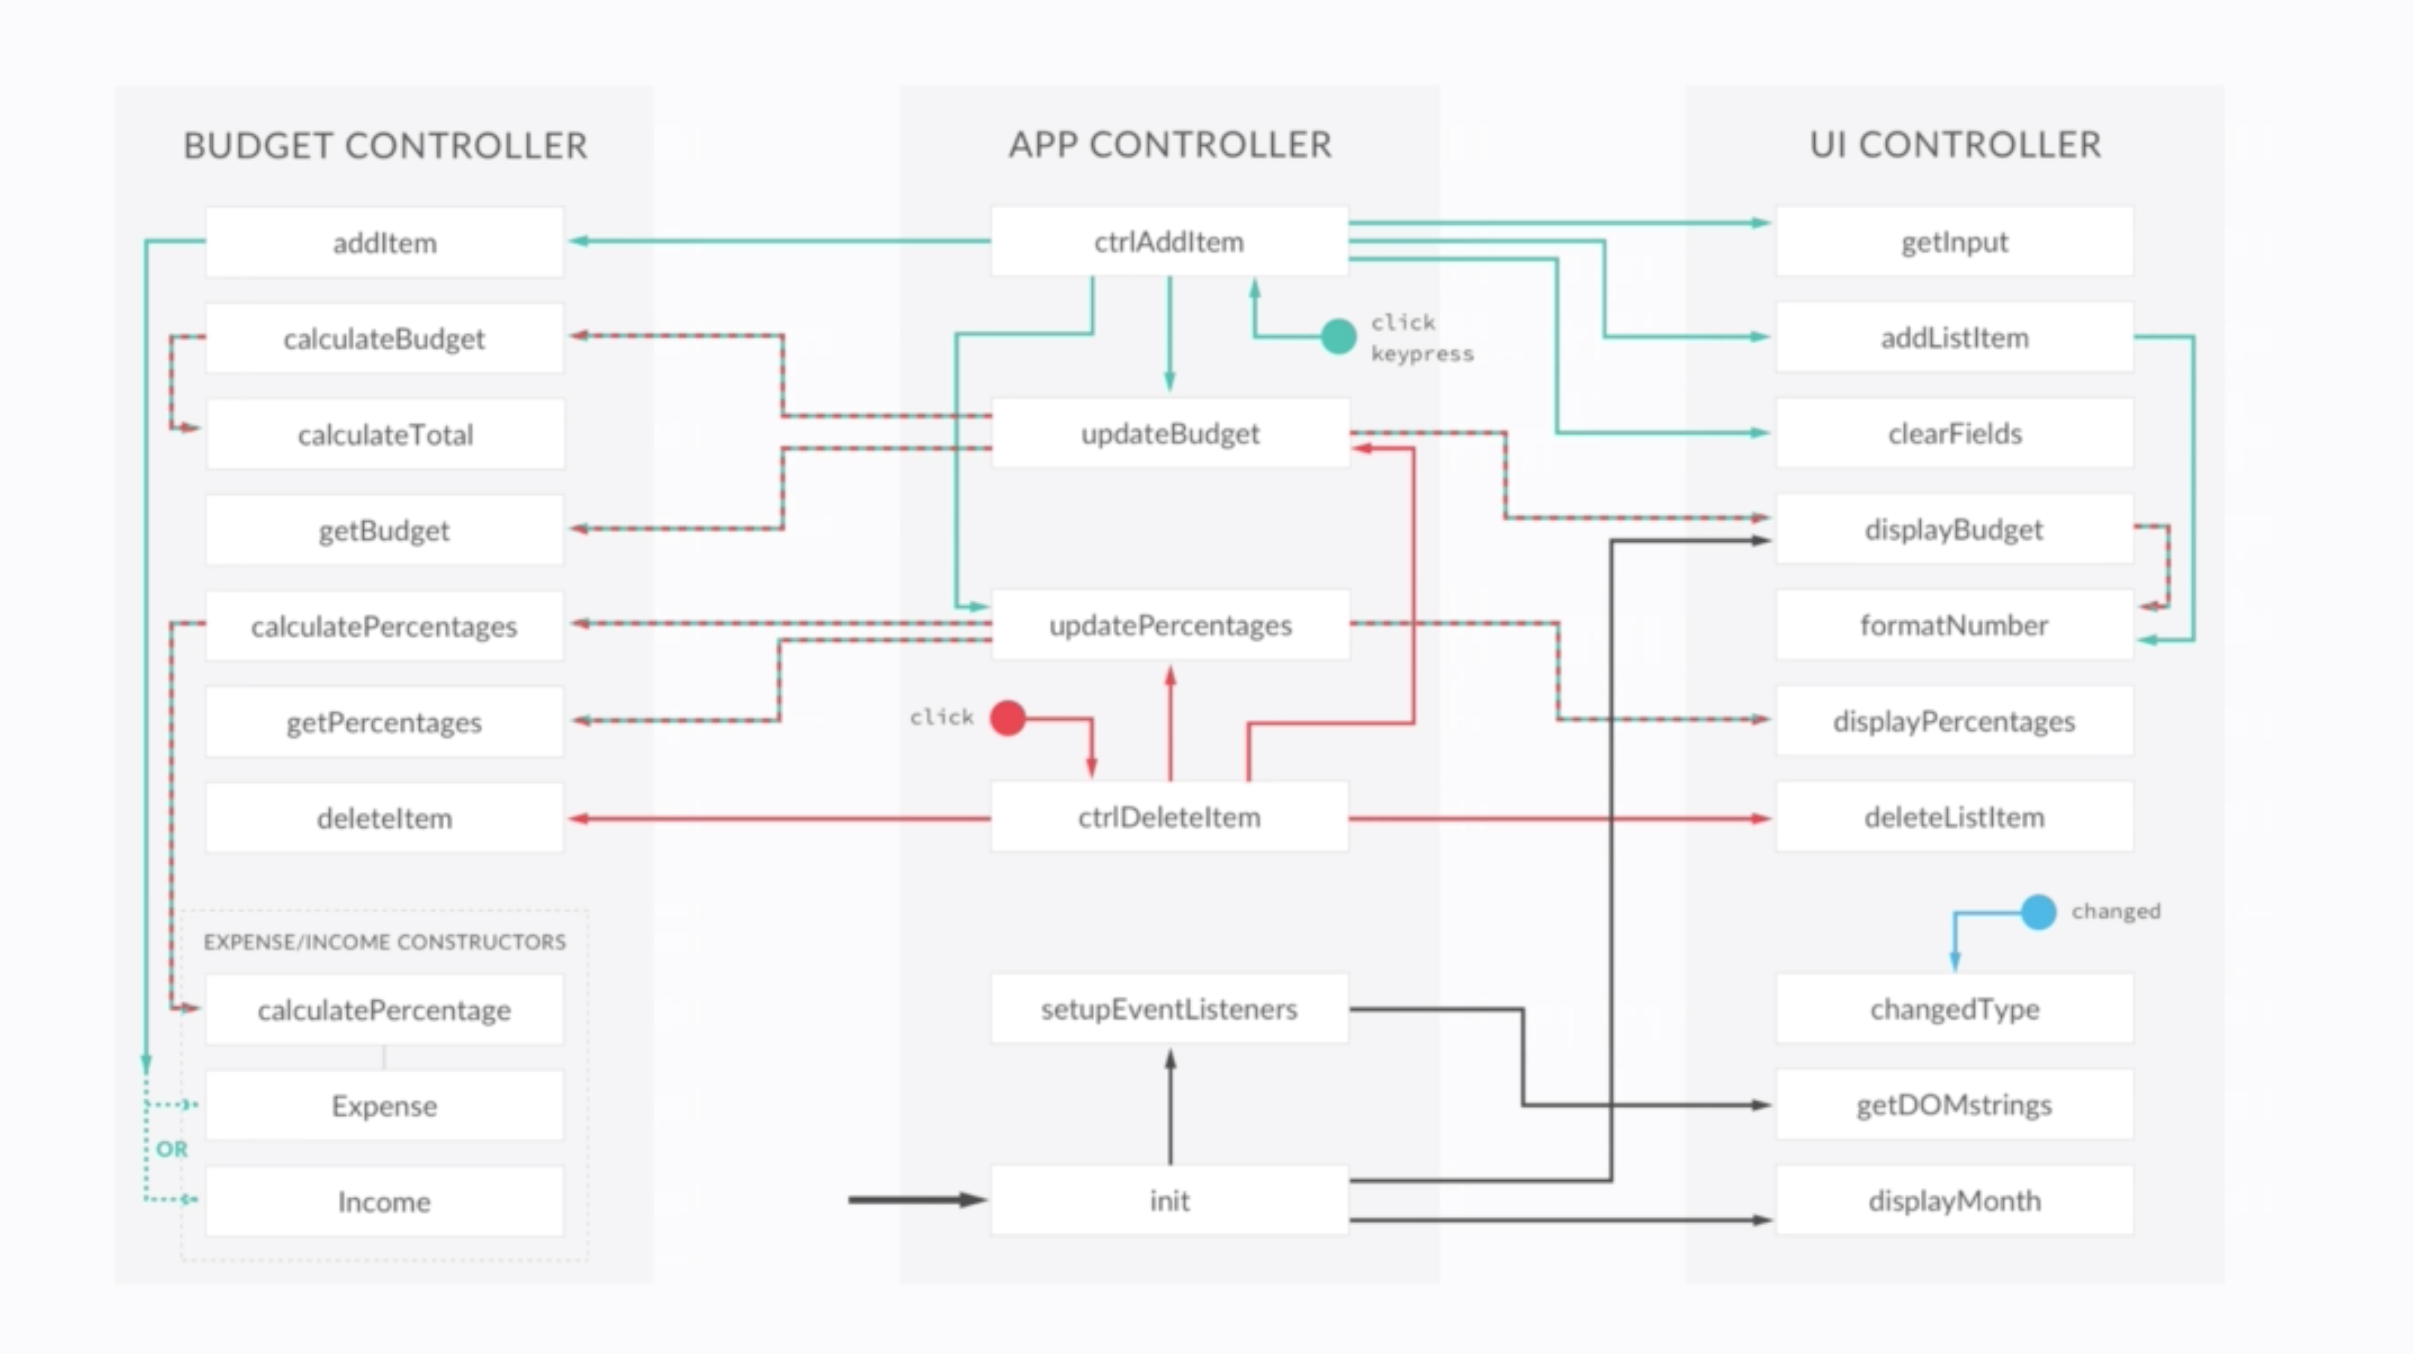 BUDGET CONTROLLER
addItem
calculateBudget
calculateTotal
getBudget
calculatePercentages
getPercentages
deleteItem
EXPENSE/INCOME CONSTRUCTORS
calculatePercentage
Expense
OR
Income
APP CONTROLLER
ctrlAddItem
click
keypress
updateBudget
updatePercentages
click
ctrlDeleteItem
setupEventListeners
init
UI CONTROLLER
getInput
addListItem
clearFields
displayBudget
formatNumber
displayPercentages
deleteListItem
changed
changedType
getDOMstrings
displayMonth